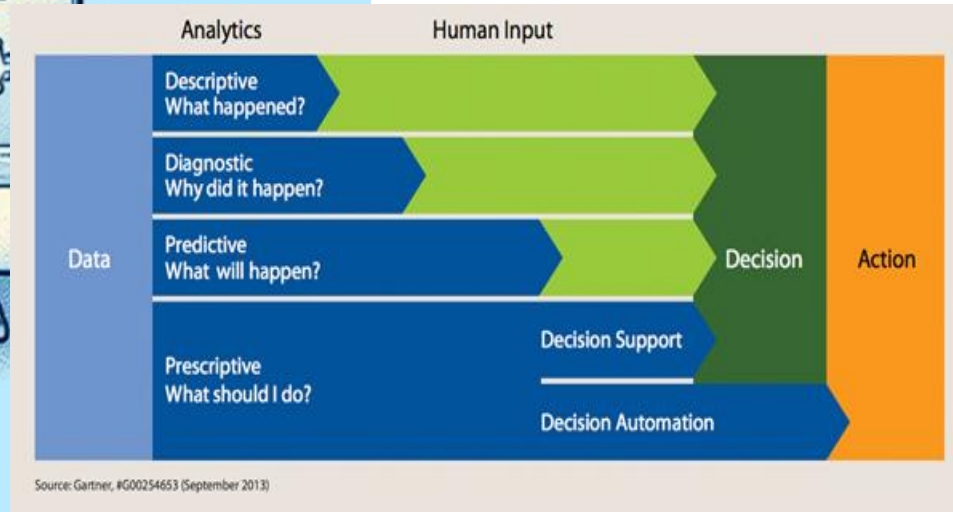 Analytics
Human Input
Descriptive
What happened?
Diagnostic
Why did it happen?
Predictive
What will happen?
Prescriptive
What should I do?
Data
Decision Support
Decision Automation
Decision
Action
Source: Gartner, #G00254653 (September 2013)